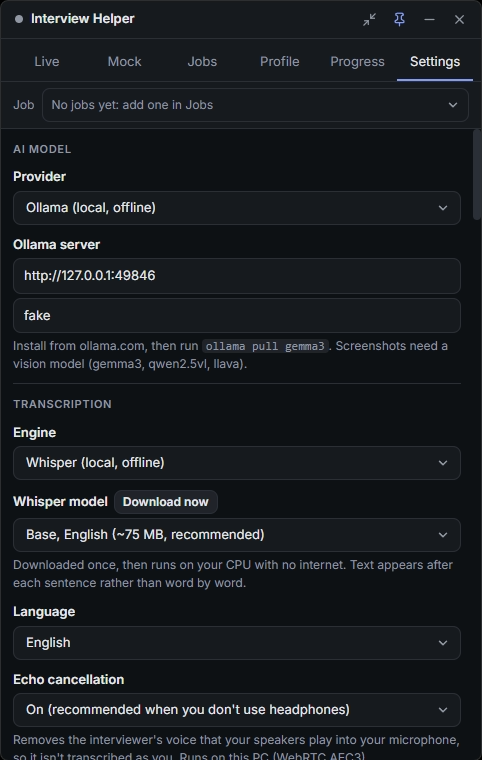 Interview Helper
Live Mock Jobs Profile Progress Settings
Job No jobs yet: add one in Jobs
AI MODEL
Provider
Ollama (local, offline)
Ollama server
http://127.0.0.1:49846
fake
Install from ollama.com, then run ollama pull gemma3. Screenshots need a
vision model (gemma3, qwen2.5vl, llava).
TRANSCRIPTION
Engine
Whisper (local, offline)
Whisper model Download now
Base, English (~75 MB, recommended)
Downloaded once, then runs on your CPU with no internet. Text appears after
each sentence rather than word by word.
Language
English
Echo cancellation
On (recommended when you don't use headphones)
Removes the interviewer's voice that your speakers play into your microphone,
so it isn't transcribed as you. Runs on this PC (WebRTC AEC3).